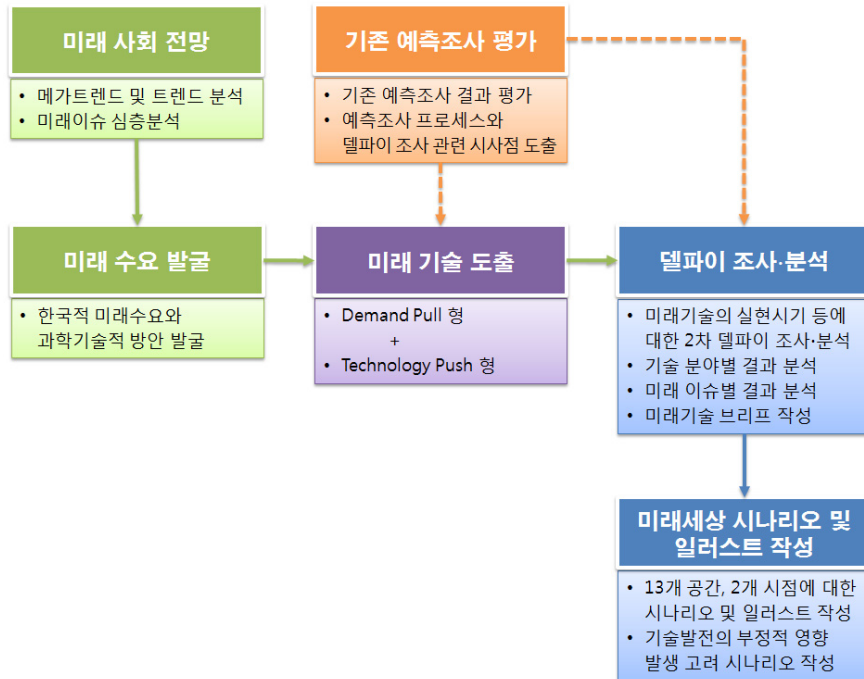 미래 사회 전망
• 메가트렌드 및 트렌드 분석
• 미래이슈 심층분석
기존 예측조사 평가
• 기존 예측조사 결과 평가
• 예측조사 프로세스와
델파이 조사 관련 시사점 도출
미래 수요 발굴
• 한국적 미래수요와
과학기술적 방안 발굴
미래 기술 도출
• Demand Pull 형
+
• Technology Push 형
델파이 조사·분석
• 미래기술의 실현시기 등에
대한 2차 델파이 조사·분석
• 기술 분야별 결과 분석
• 미래 이슈별 결과 분석
• 미래기술 브리프 작성
미래세상 시나리오 및
일러스트 작성
• 13개 공간, 2개 시점에 대한
시나리오 및 일러스트 작성
• 기술발전의 부정적 영향
발생 고려 시나리오 작성